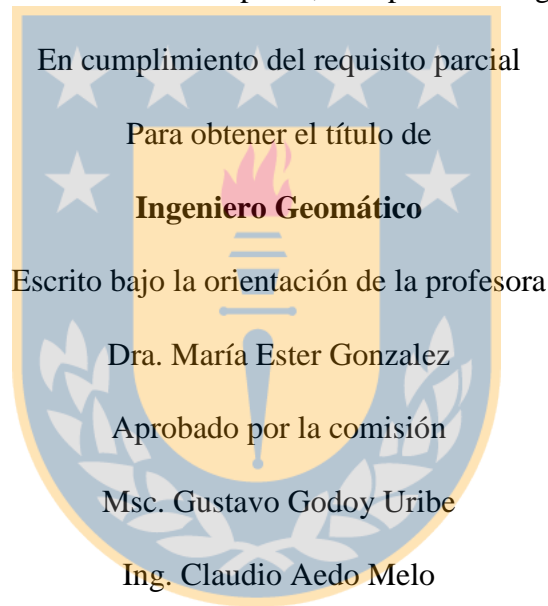 En cumplimiento del requisito parcial
Para obtener el título de
Ingeniero Geomático
Escrito bajo la orientación de la profesora
Dra. María Ester Gonzalez
Aprobado por la comisión
Msc. Gustavo Godoy Uribe
Ing. Claudio Aedo Melo